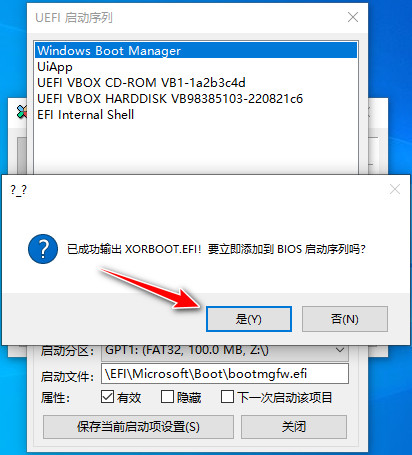 UEFI 启动序列
Windows Boot Manager
UiApp
UEFI VBOX CD-ROM VB1-1a2b3c4d
UEFI VBOX HARDDISK VB98385103-220821c6
EFI Internal Shell
?_?
已成功输出 XORBOOT.EFI！要立即添加到 BIOS 启动序列吗?
是(Y)
否(N)
启动分区: GPT1: (FAT32, 100.0 MB, Z:\)
启动文件: \EFI\Microsoft\Boot\bootmgfw.efi
属性: 有效 隐藏 下一次启动该项目
保存当前启动项设置(S)
关闭